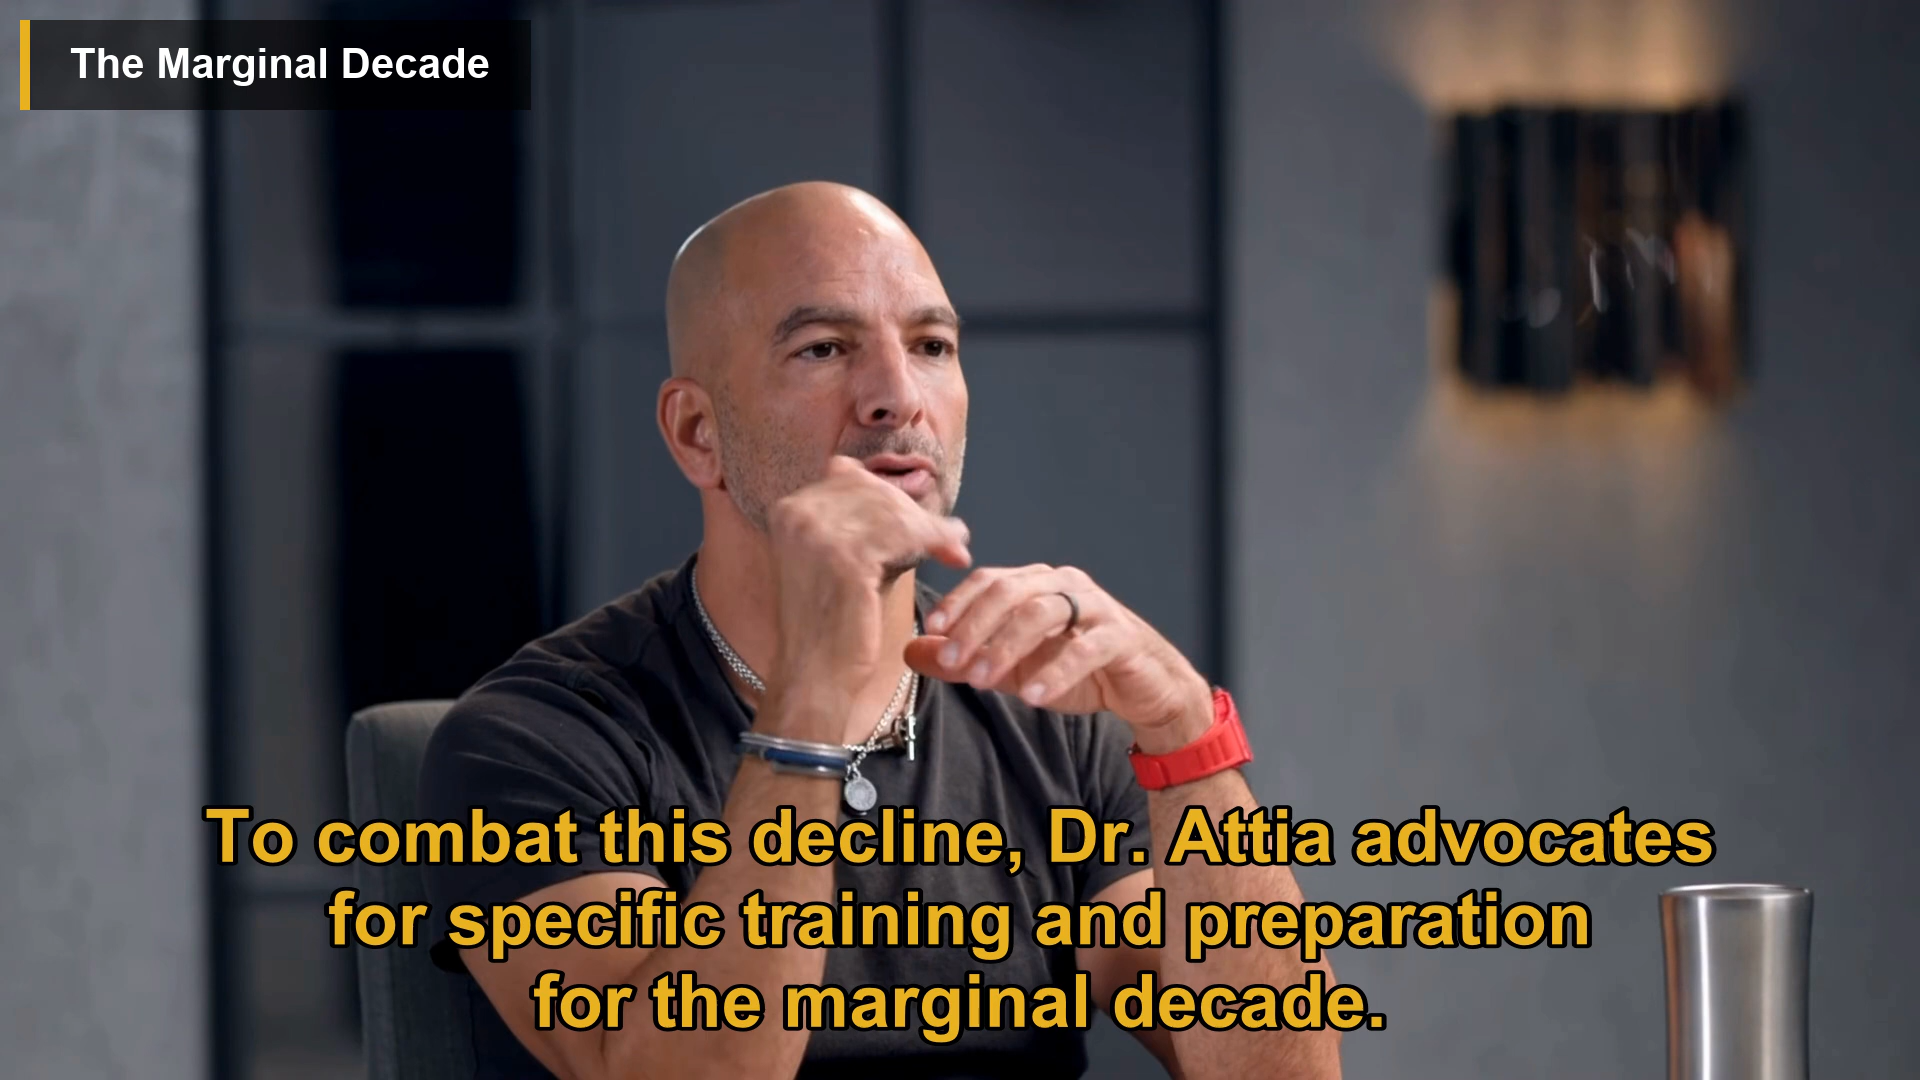 The Marginal Decade
To combat this decline, Dr. Attia advocates
for specific training and preparation
for the marginal decade.